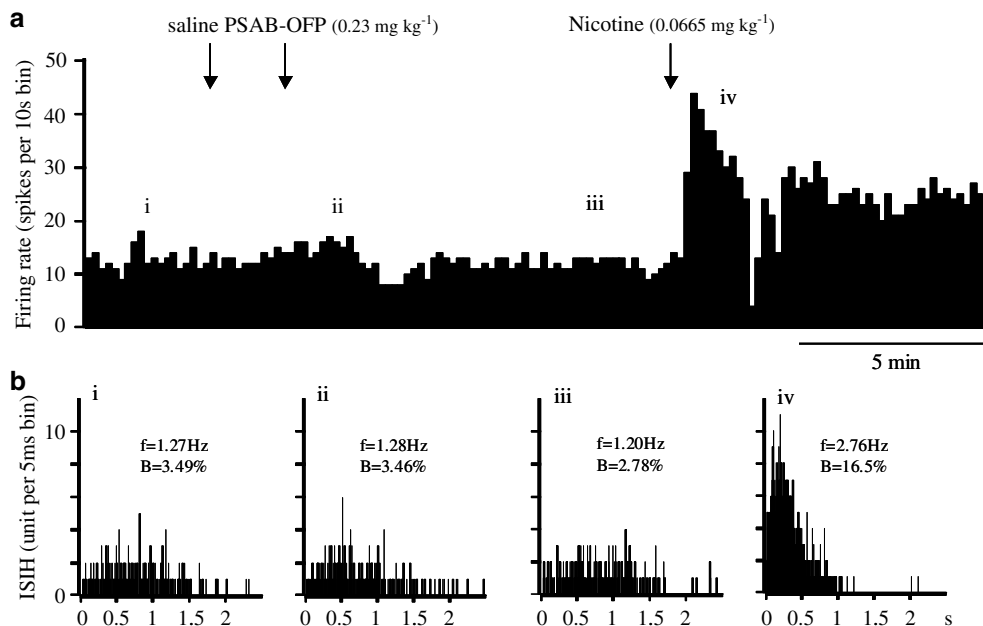 a
saline PSAB-OFP (0.23 mg kg⁻¹)
Nicotine (0.0665 mg kg⁻¹)
Firing rate (spikes per 10s bin)
50
40
30
20
10
0
i
ii
iii
iv
5 min
b
ISIH (unit per 5ms bin)
10
0
i
f=1.27Hz
B=3.49%
0 0.5 1 1.5 2
ii
f=1.28Hz
B=3.46%
0 0.5 1 1.5 2
iii
f=1.20Hz
B=2.78%
0 0.5 1 1.5 2
iv
f=2.76Hz
B=16.5%
0 0.5 1 1.5 2 s